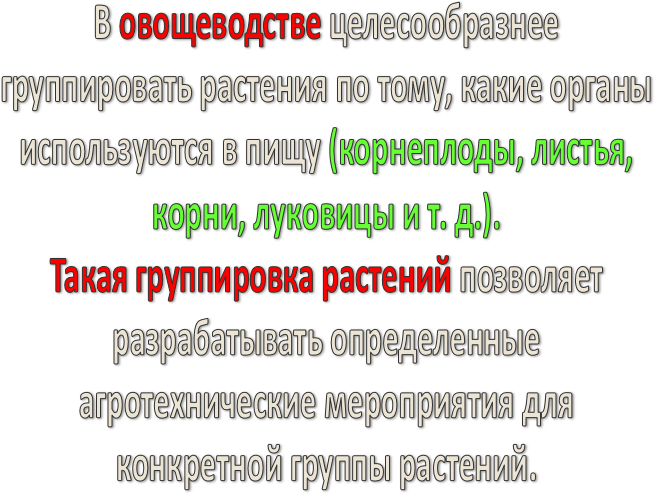 В овощеводстве целесообразнее
группировать растения по тому, какие органы
используются в пищу (корнеплоды, листья,
корни, луковицы и т. д.).
Такая группировка растений позволяет
разрабатывать определенные
агротехнические мероприятия для
конкретной группы растений.